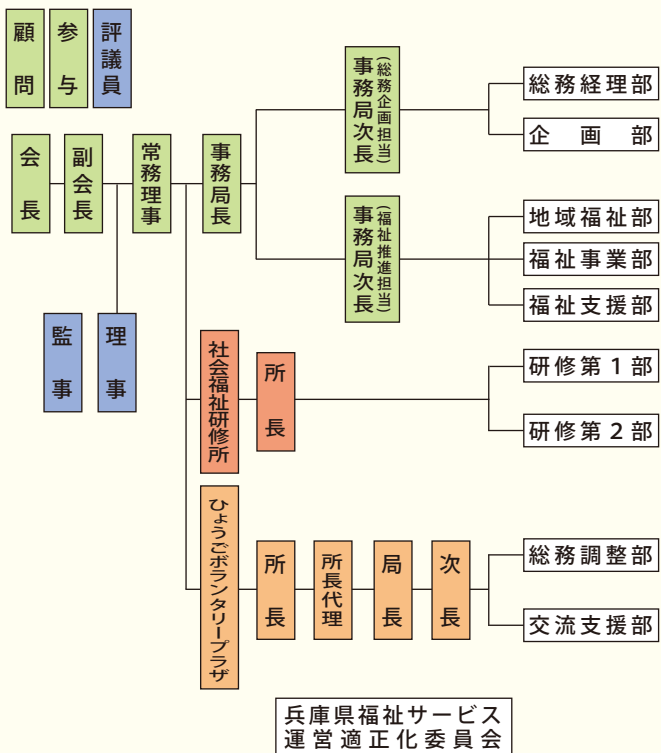 顧問
参与
評議員
会長
副会長
常務理事
事務局長
事務局次長
(総務企画担当)
総務経理部
企画部
事務局次長
(福祉推進担当)
地域福祉部
福祉事業部
福祉支援部
監事
理事
社会福祉研修所
所長
研修第1部
研修第2部
ひょうごボランタリープラザ
所長
所長代理
局長
次長
総務調整部
交流支援部
兵庫県福祉サービス
運営適正化委員会